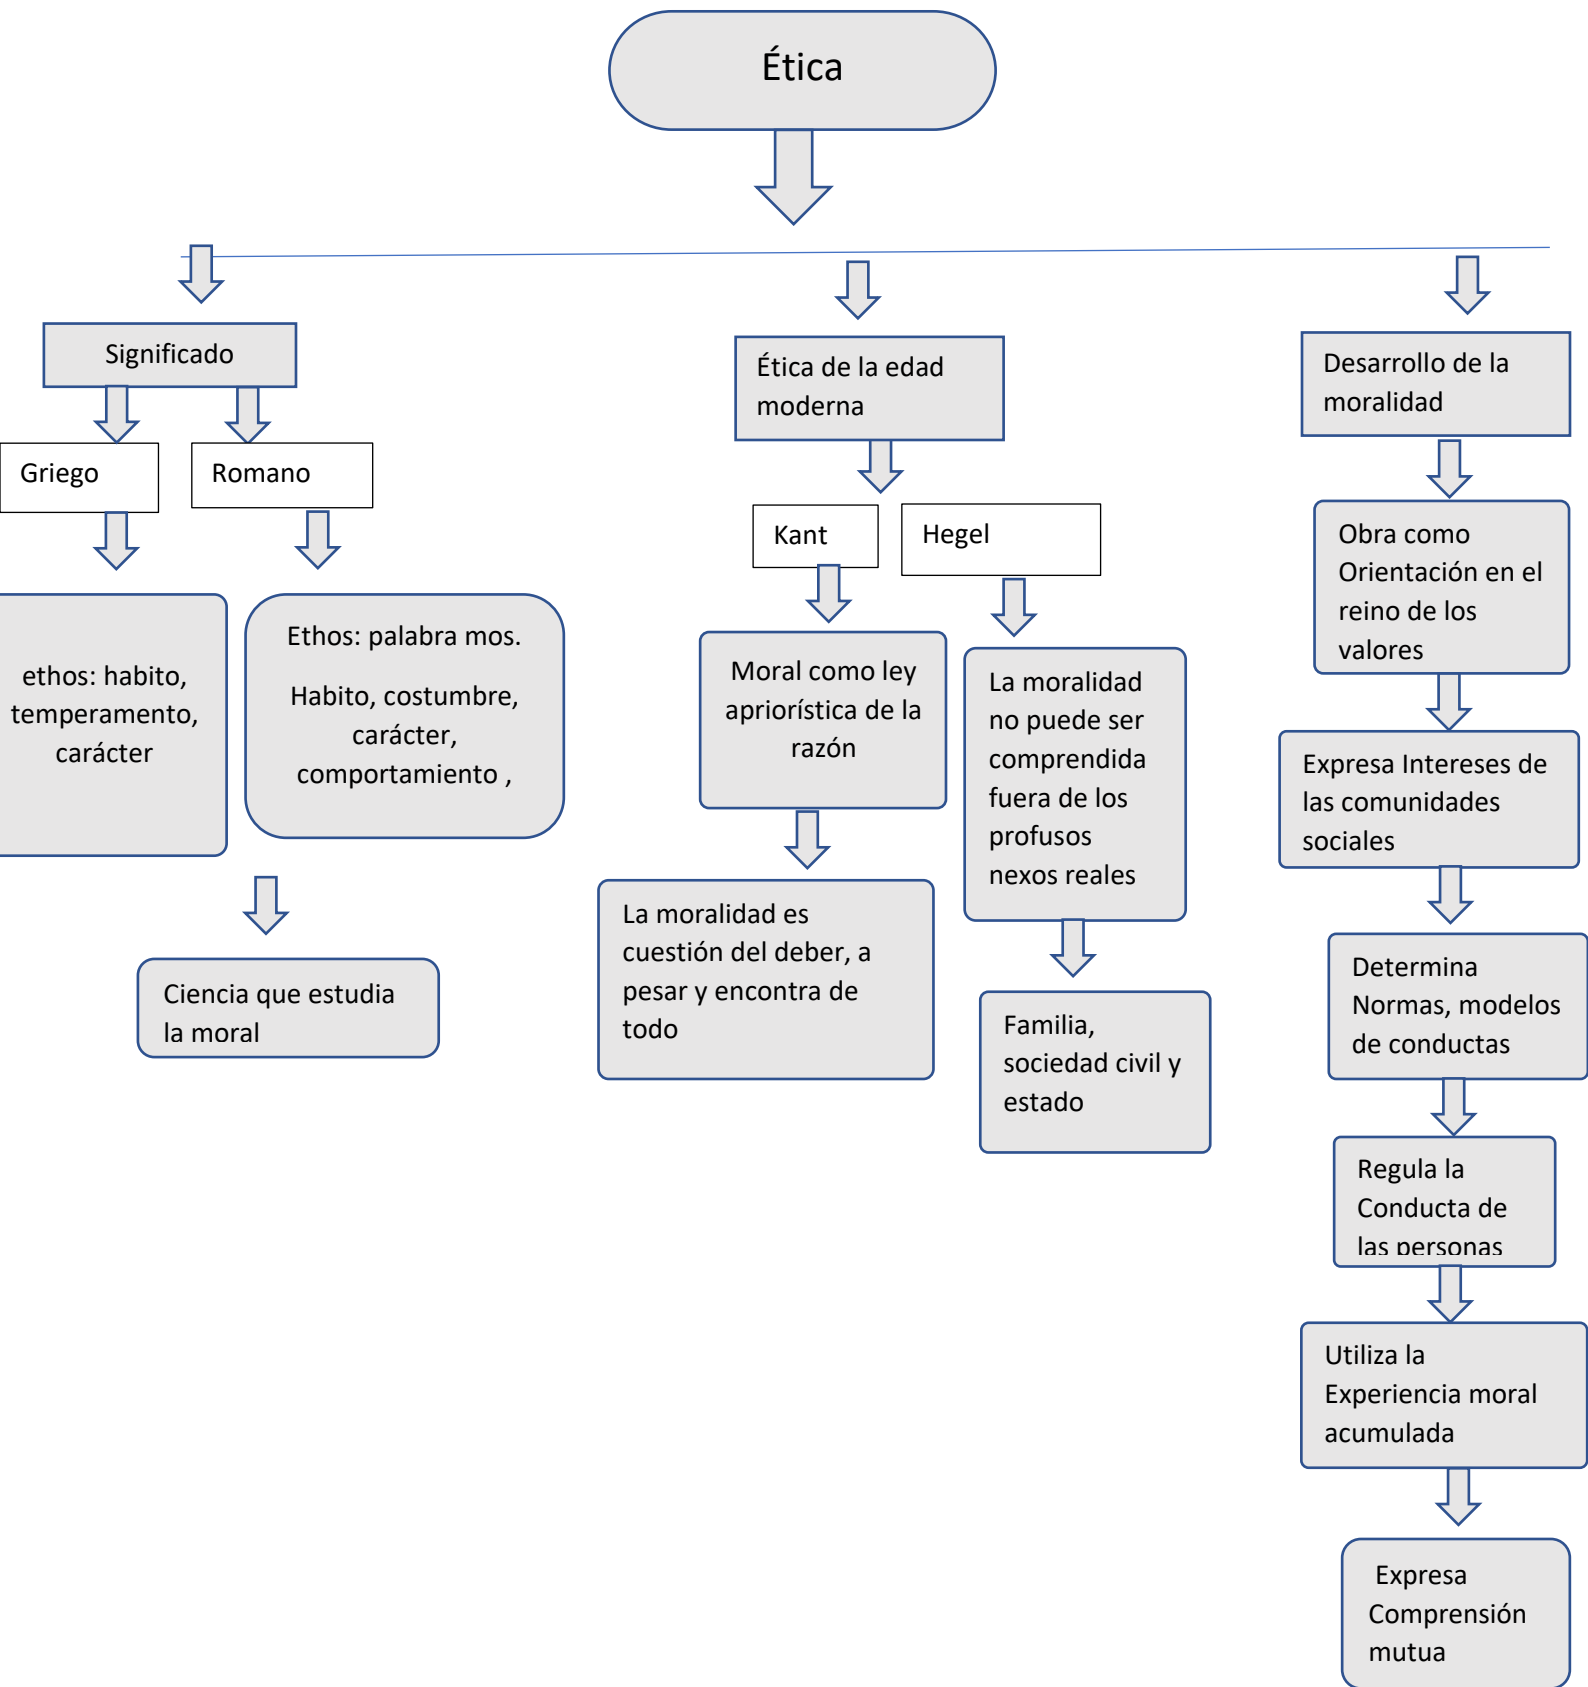 Ética
Significado
Griego
Romano
ethos: habito,
temperamento,
carácter
Ethos: palabra mos.
Habito, costumbre,
carácter,
comportamiento ,
Ciencia que estudia
la moral
Ética de la edad
moderna
Kant
Hegel
Moral como ley
apriorística de la
razón
La moralidad es
cuestión del deber, a
pesar y encontra de
todo
La moralidad
no puede ser
comprendida
fuera de los
profusos
nexos reales
Familia,
sociedad civil y
estado
Desarrollo de la
moralidad
Obra como
Orientación en el
reino de los
valores
Expresa Intereses de
las comunidades
sociales
Determina
Normas, modelos
de conductas
Regula la
Conducta de
las personas
Utiliza la
Experiencia moral
acumulada
Expresa
Comprensión
mutua